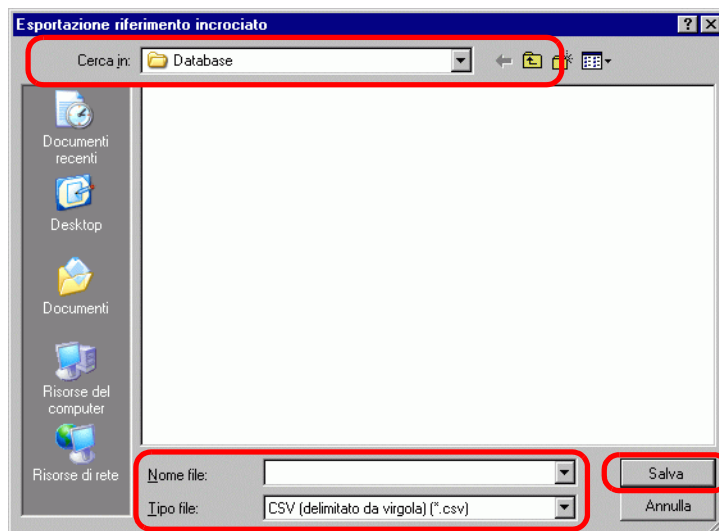 Esportazione riferimento incrociato
Cerca in: Database
Documenti
recenti
Desktop
Documenti
Risorse del
computer
Risorse di rete
Nome file:
Salva
Tipo file: CSV (delimitato da virgola) (*.csv)
Annulla